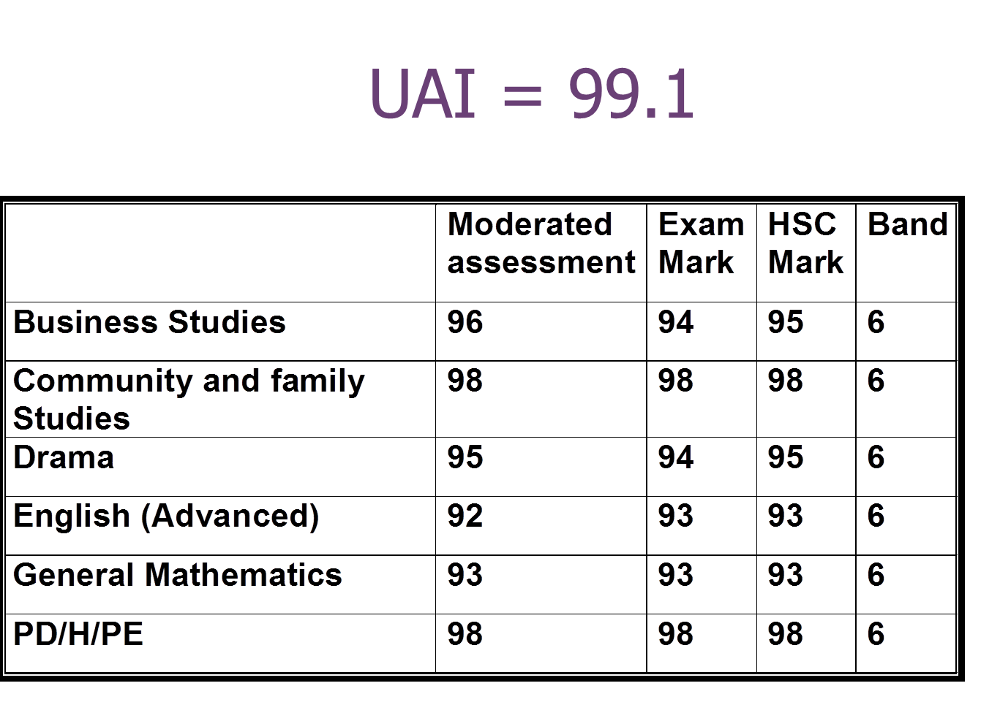 UAI = 99.1
Moderated assessment Exam Mark HSC Mark Band
Business Studies 96 94 95 6
Community and family Studies 98 98 98 6
Drama 95 94 95 6
English (Advanced) 92 93 93 6
General Mathematics 93 93 93 6
PD/H/PE 98 98 98 6